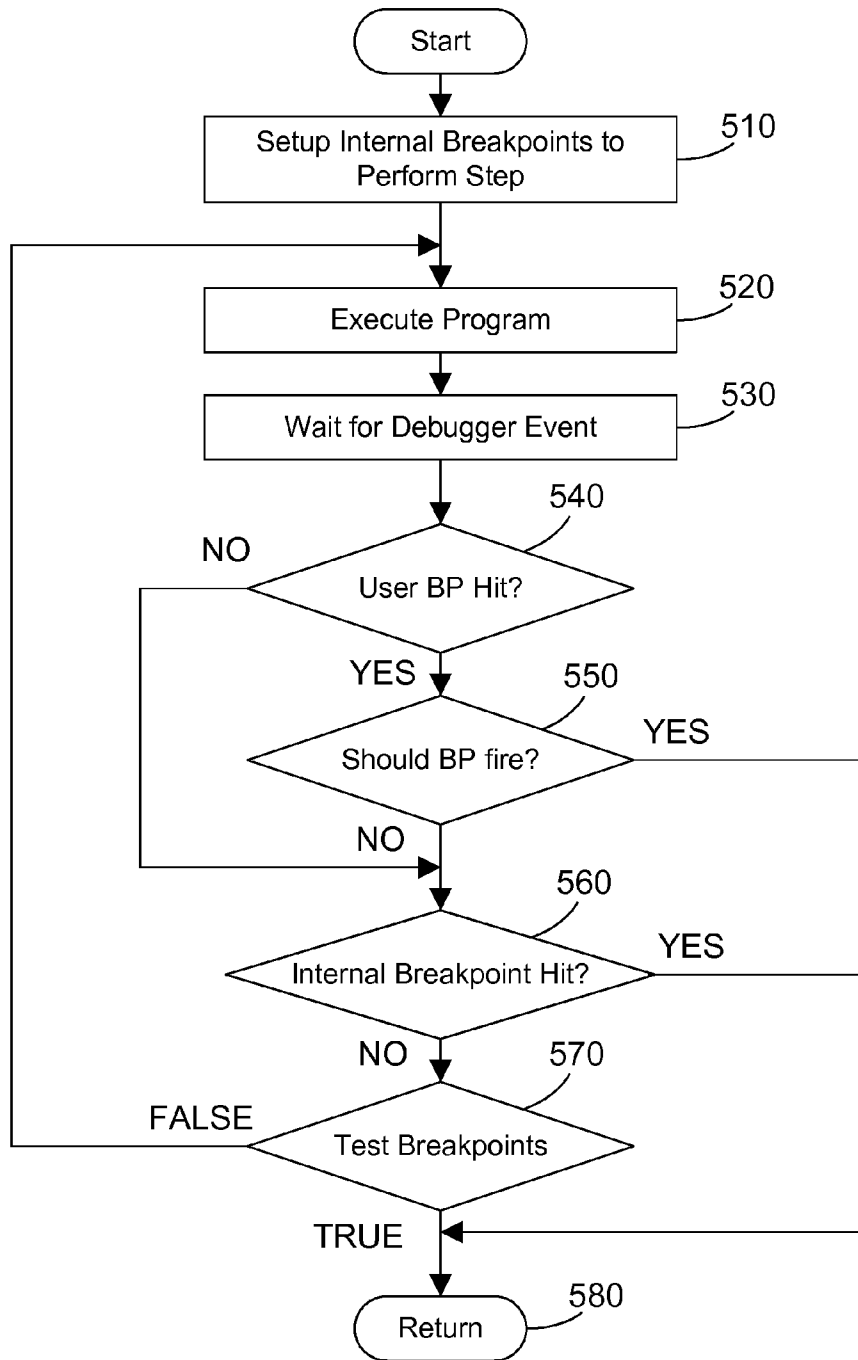 Start
Setup Internal Breakpoints to
Perform Step
510
Execute Program
520
Wait for Debugger Event
530
540
NO
User BP Hit?
YES
550
YES
Should BP fire?
NO
560
YES
Internal Breakpoint Hit?
NO
570
FALSE
Test Breakpoints
TRUE
580
Return